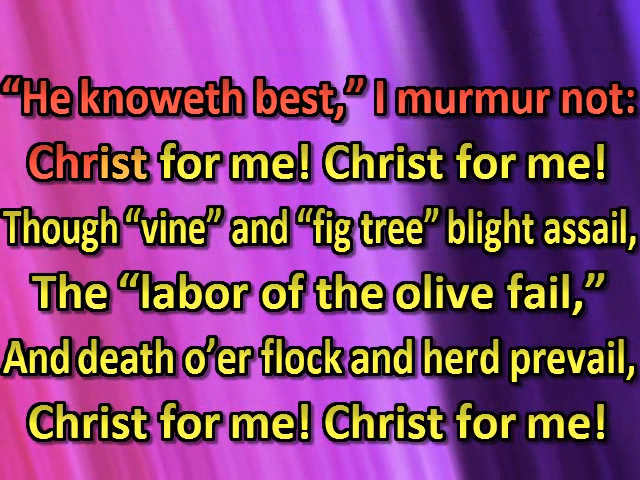 “He knoweth best,” I murmur not:
Christ for me! Christ for me!
Though “vine” and “fig tree” blight assail,
The “labor of the olive fail,”
And death o’er flock and herd prevail,
Christ for me! Christ for me!